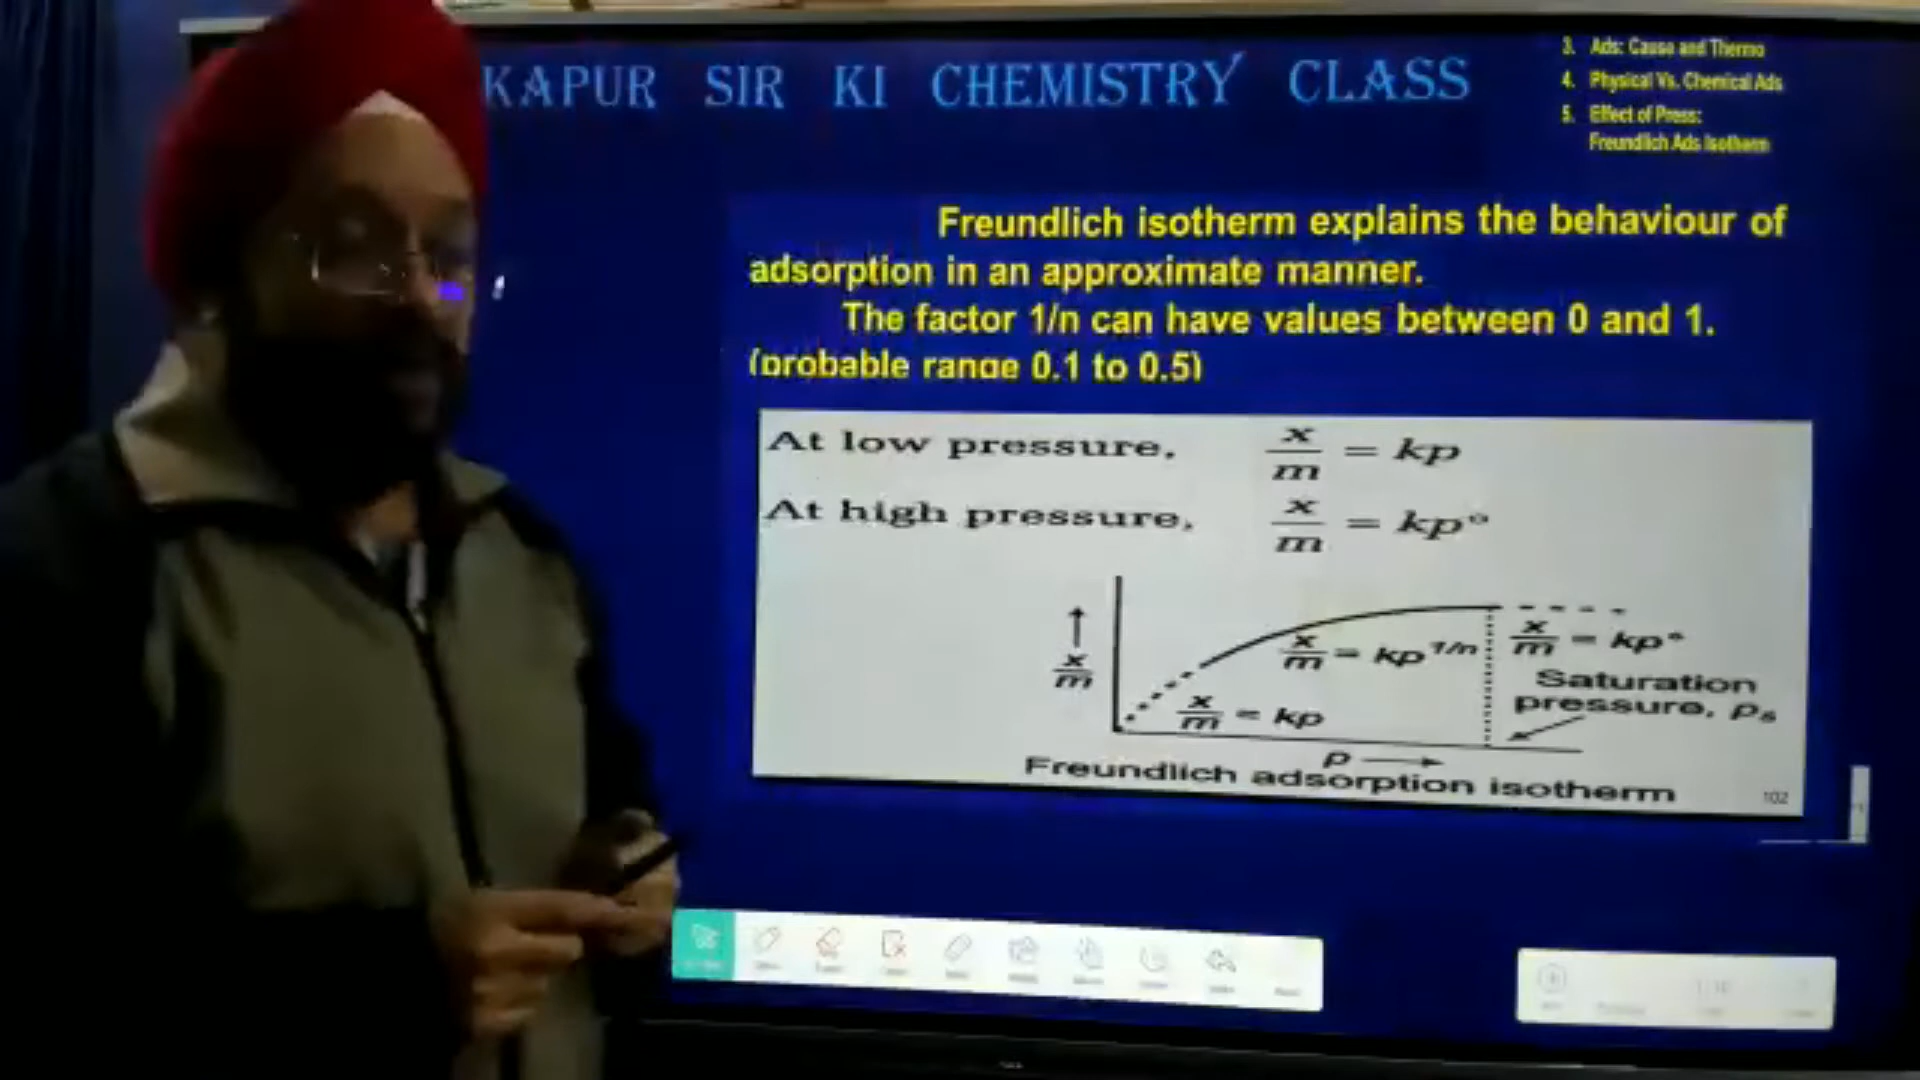 KAPUR SIR KI CHEMISTRY CLASS
3. Ads: Cause and Thermo
4. Physical Vs. Chemical Ads
5. Effect of Press:
Freundlich Ads Isotherm
Freundlich isotherm explains the behaviour of
adsorption in an approximate manner.
The factor 1/n can have values between 0 and 1.
(probable range 0.1 to 0.5)
At low pressure, x/m = kp
At high pressure, x/m = kp°
x/m
x/m = kp^1/n
x/m = kp°
Saturation
pressure, pₛ
x/m = kp
p
Freundlich adsorption isotherm
102